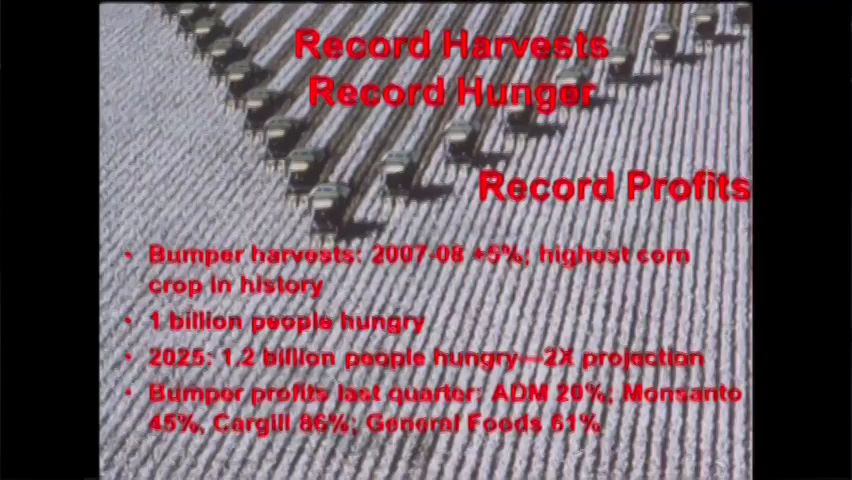 Record Harvests
Record Hunger
Record Profits
• Bumper harvests: 2007-08 +5%; highest corn
crop in history
• 1 billion people hungry
• 2025: 1.2 billion people hungry—2X projection
• Bumper profits last quarter: ADM 20%; Monsanto
45%, Cargill 86%; General Foods 61%